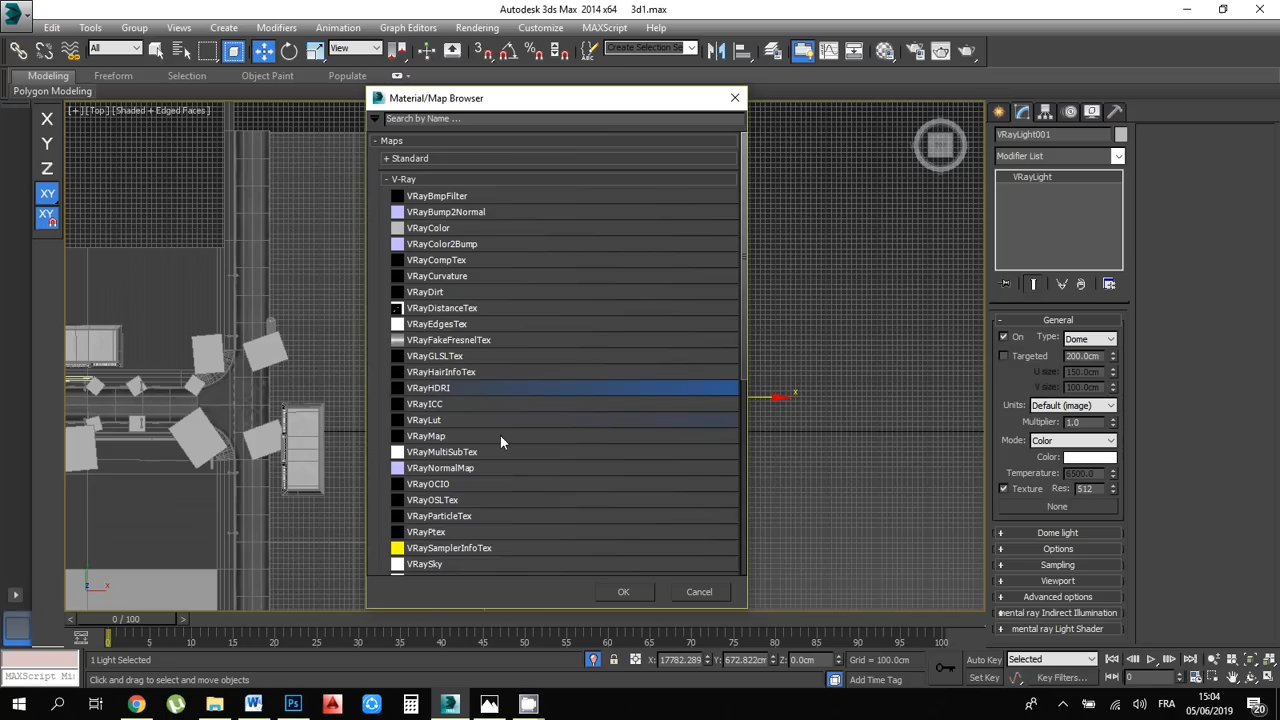 Autodesk 3ds Max 2014 x64    3d1.max
Edit Tools Group Views Create Modifiers Animation Graph Editors Rendering Customize MAXScript Help
All View Create Selection Se
Modeling Freeform Selection Object Paint Populate
Polygon Modeling
[+] [Top] [Shaded + Edged Faces]
X
Y
Z
XY
XY
Material/Map Browser
Search by Name ...
- Maps
+ Standard
- V-Ray
VRayBmpFilter
VRayBump2Normal
VRayColor
VRayColor2Bump
VRayCompTex
VRayCurvature
VRayDirt
VRayDistanceTex
VRayEdgesTex
VRayFakeFresnelTex
VRayGLSLTex
VRayHairInfoTex
VRayHDRI
VRayICC
VRayLut
VRayMap
VRayMultiSubTex
VRayNormalMap
VRayOCIO
VRayOSLTex
VRayParticleTex
VRayPtex
VRaySamplerInfoTex
VRaySky
OK Cancel
x
z
x
VRayLight001
Modifier List
VRayLight
- General
On Type: Dome
Targeted 200.0cm
U size: 150.0cm
V size: 100.0cm
Units: Default (image)
Multiplier: 1.0
Mode: Color
Color:
Temperature: 6500.0
Texture Res: 512
None
+ Dome light
+ Options
+ Sampling
+ Viewport
+ Advanced options
mental ray Indirect Illumination
+ mental ray Light Shader
< 0 / 100 >
0 5 10 15 20 25 30 35 40 45 50 55 60 65 70 75 80 85 90 95 100
1 Light Selected X: 17782.289 Y: 672.822cm Z: 0.0cm Grid = 100.0cm Auto Key Selected
MAXScript Mi Click and drag to select and move objects Add Time Tag Set Key Key Filters... 0
FRA 15:04
05/06/2019 20